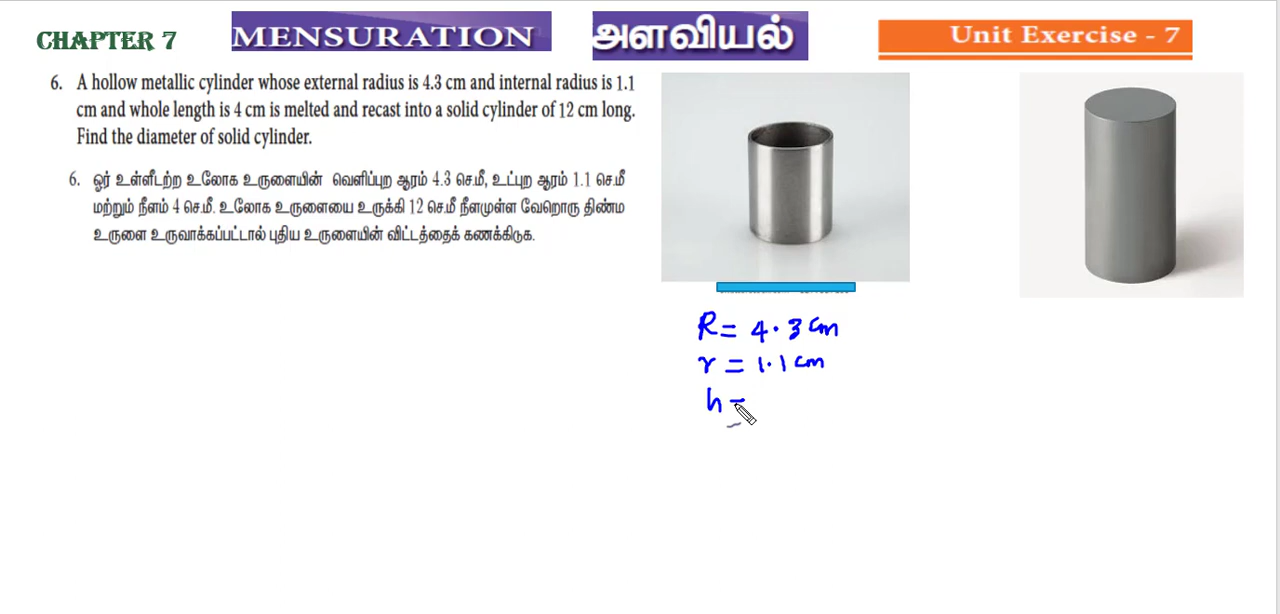 CHAPTER 7
MENSURATION
அளவியல்
Unit Exercise - 7
6. A hollow metallic cylinder whose external radius is 4.3 cm and internal radius is 1.1
cm and whole length is 4 cm is melted and recast into a solid cylinder of 12 cm long.
Find the diameter of solid cylinder.
6. ஓர் உள்ளீடற்ற உலோக உருளையின் வெளிப்புற ஆரம் 4.3 செ.மீ, உட்புற ஆரம் 1.1 செ.மீ
மற்றும் நீளம் 4 செ.மீ. உலோக உருளையை உருக்கி 12 செ.மீ நீளமுள்ள வேறொரு திண்ம
உருளை உருவாக்கப்பட்டால் புதிய உருளையின் விட்டத்தைக் கணக்கிடுக.
R = 4.3 cm
r = 1.1 cm
h =